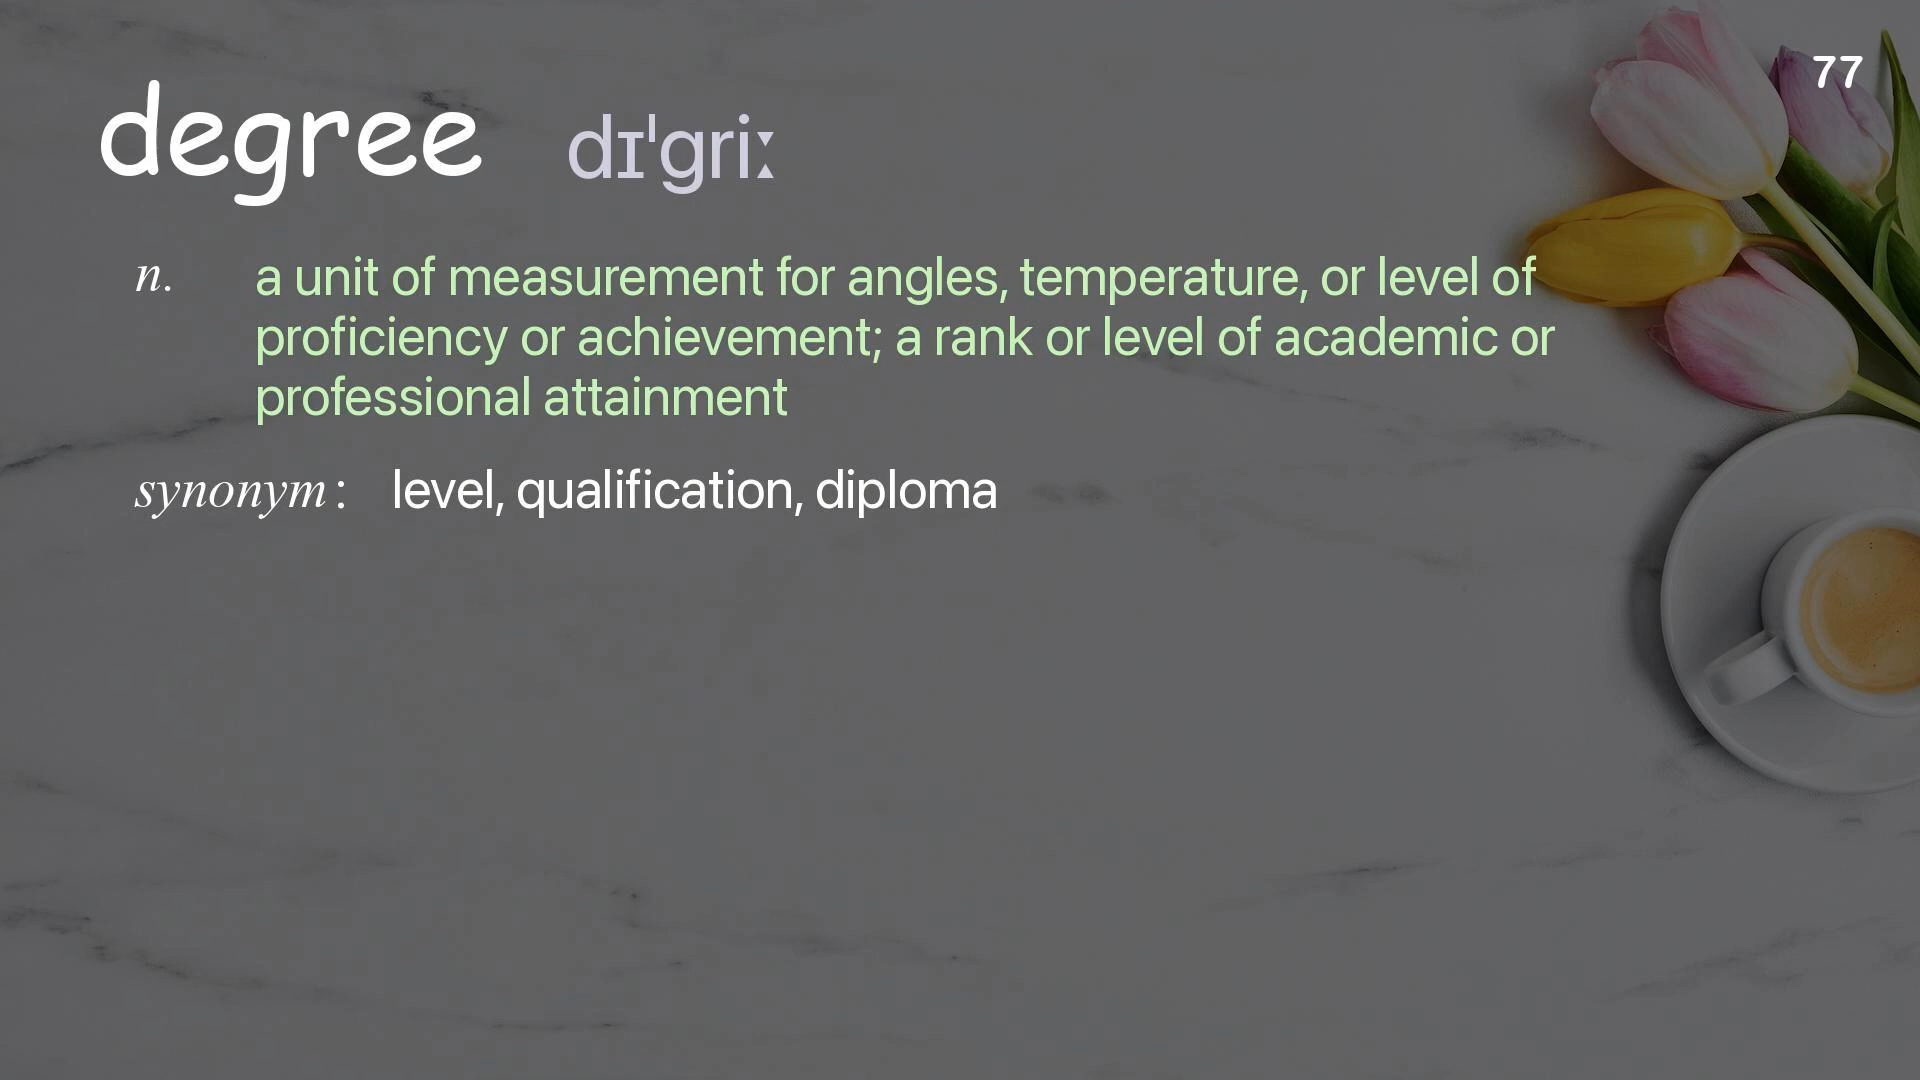 77
degree dɪˈɡriː
n. a unit of measurement for angles, temperature, or level of
proficiency or achievement; a rank or level of academic or
professional attainment
synonym: level, qualification, diploma